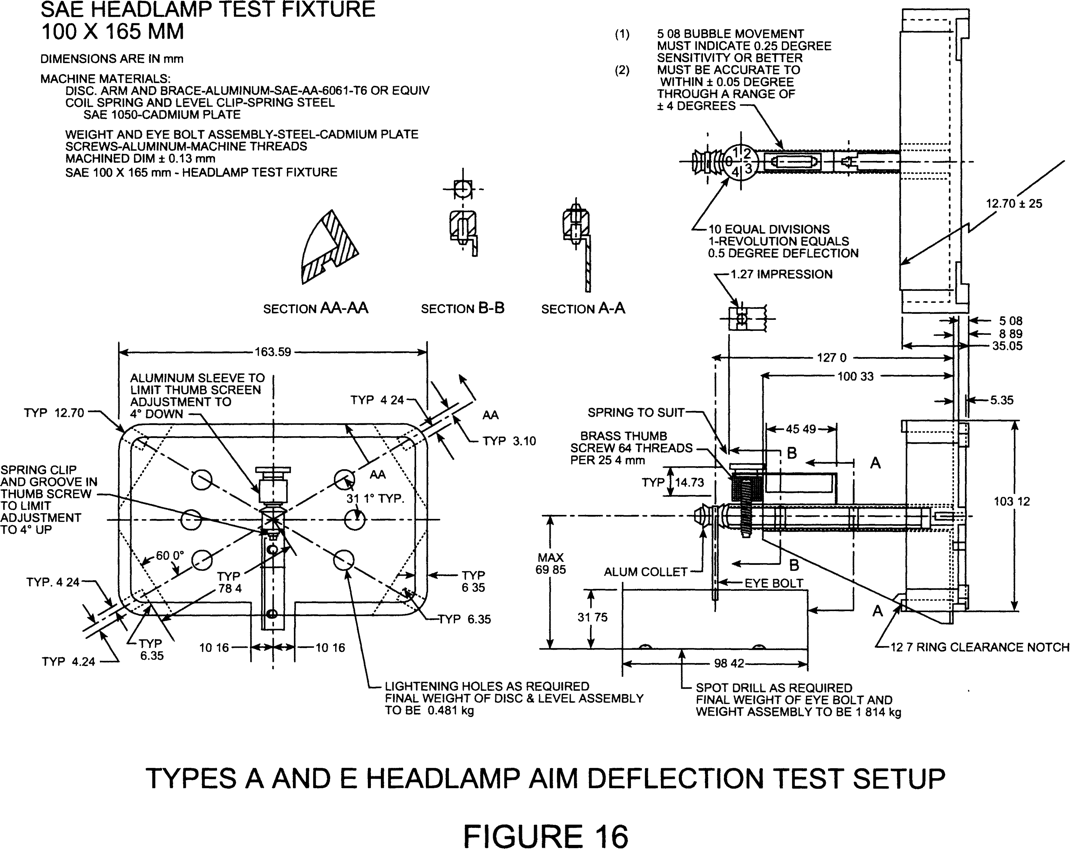 SAE HEADLAMP TEST FIXTURE
100 X 165 MM
DIMENSIONS ARE IN mm
MACHINE MATERIALS:
DISC. ARM AND BRACE-ALUMINUM-SAE-AA-6061-T6 OR EQUIV
COIL SPRING AND LEVEL CLIP-SPRING STEEL
SAE 1050-CADMIUM PLATE
WEIGHT AND EYE BOLT ASSEMBLY-STEEL-CADMIUM PLATE
SCREWS-ALUMINUM-MACHINE THREADS
MACHINED DIM ± 0.13 mm
SAE 100 X 165 mm - HEADLAMP TEST FIXTURE
(1) 5 08 BUBBLE MOVEMENT
MUST INDICATE 0.25 DEGREE
SENSITIVITY OR BETTER
(2) MUST BE ACCURATE TO
WITHIN ± 0.05 DEGREE
THROUGH A RANGE OF
± 4 DEGREES
0 1 2
4 3
12.70 ± 25
10 EQUAL DIVISIONS
1-REVOLUTION EQUALS
0.5 DEGREE DEFLECTION
1.27 IMPRESSION
SECTION AA-AA
SECTION B-B
SECTION A-A
5 08
8 89
35.05
127 0
100 33
5.35
163.59
ALUMINUM SLEEVE TO
LIMIT THUMB SCREEN
ADJUSTMENT TO
4° DOWN
TYP 12.70
TYP 4 24
AA
TYP 3.10
AA
SPRING CLIP
AND GROOVE IN
THUMB SCREW
TO LIMIT
ADJUSTMENT
TO 4° UP
31 1° TYP.
60 0°
TYP
78 4
TYP. 4 24
TYP 4.24
TYP
6.35
10 16
10 16
TYP
6 35
TYP 6.35
LIGHTENING HOLES AS REQUIRED
FINAL WEIGHT OF DISC & LEVEL ASSEMBLY
TO BE 0.481 kg
SPRING TO SUIT
BRASS THUMB
SCREW 64 THREADS
PER 25 4 mm
45 49
B
A
TYP 14.73
103 12
MAX
69 85
ALUM COLLET
B
EYE BOLT
A
31 75
98 42
12 7 RING CLEARANCE NOTCH
SPOT DRILL AS REQUIRED
FINAL WEIGHT OF EYE BOLT AND
WEIGHT ASSEMBLY TO BE 1 814 kg
TYPES A AND E HEADLAMP AIM DEFLECTION TEST SETUP
FIGURE 16